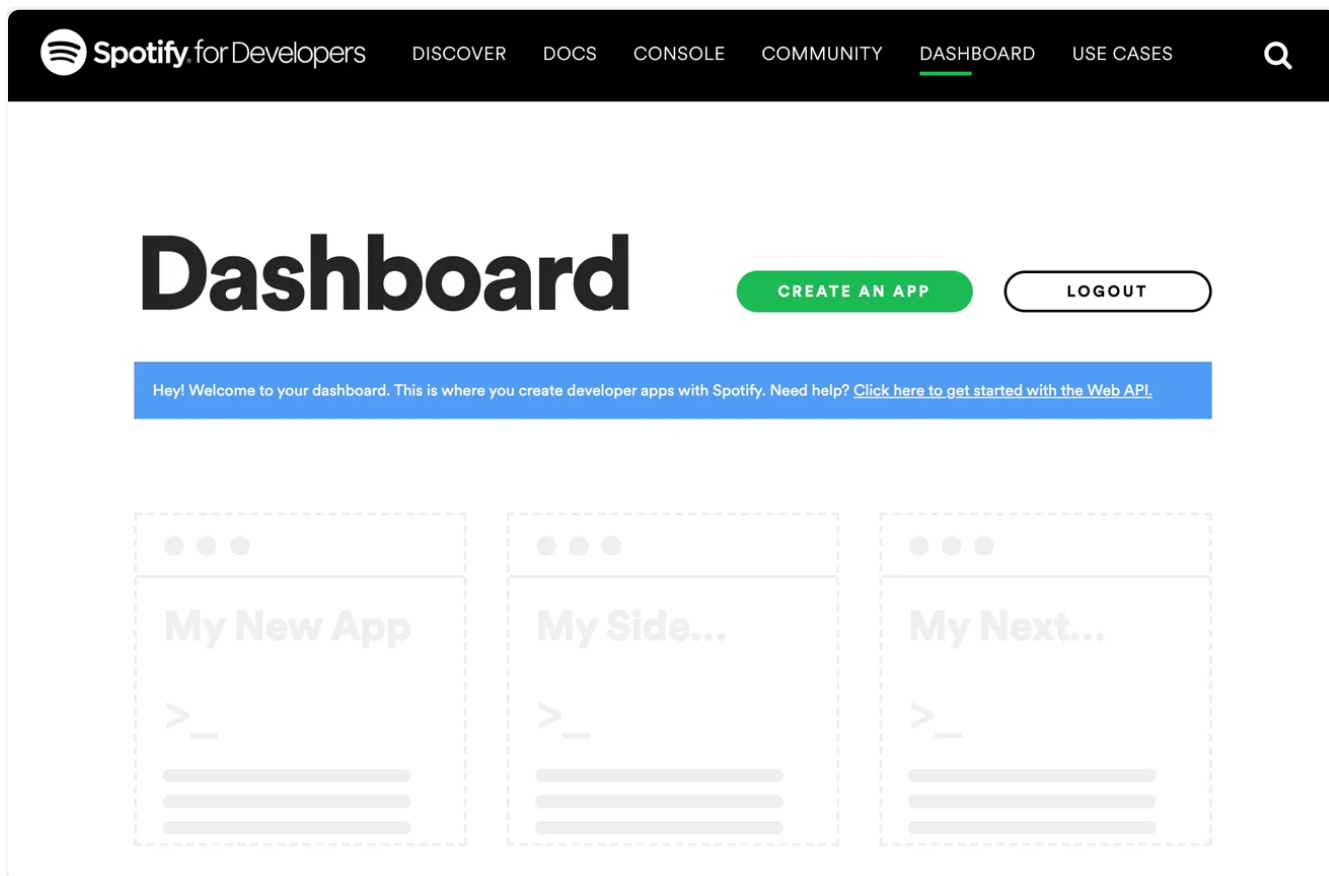 Spotify for Developers DISCOVER DOCS CONSOLE COMMUNITY DASHBOARD USE CASES
Dashboard CREATE AN APP LOGOUT
Hey! Welcome to your dashboard. This is where you create developer apps with Spotify. Need help? Click here to get started with the Web API.
My New App My Side... My Next...
>_ >_ >_